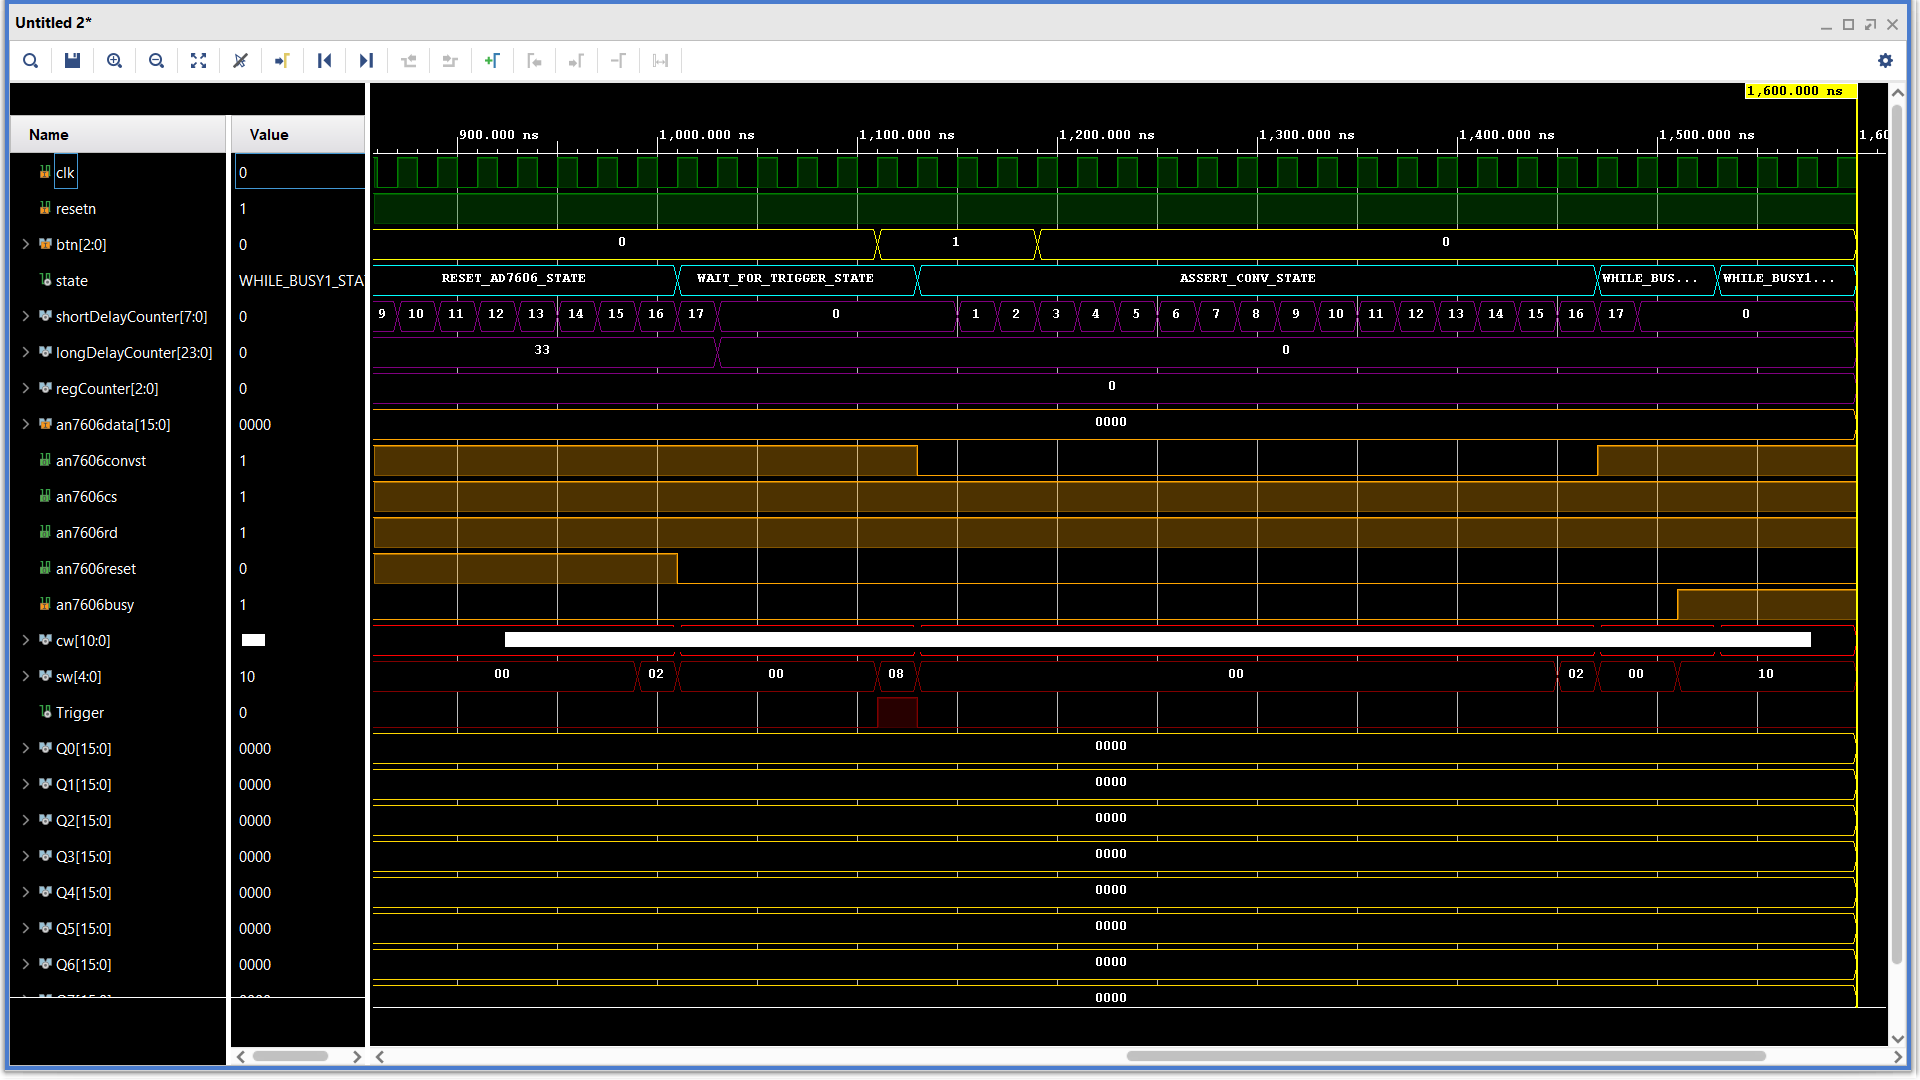 Untitled 2*
1,600.000 ns
Name Value
900.000 ns 1,000.000 ns 1,100.000 ns 1,200.000 ns 1,300.000 ns 1,400.000 ns 1,500.000 ns 1,60
clk 0
resetn 1
btn[2:0] 0 0 1 0
state WHILE_BUSY1_STA RESET_AD7606_STATE WAIT_FOR_TRIGGER_STATE ASSERT_CONV_STATE WHILE_BUS... WHILE_BUSY1...
shortDelayCounter[7:0] 0 9 10 11 12 13 14 15 16 17 0 1 2 3 4 5 6 7 8 9 10 11 12 13 14 15 16 17 0
longDelayCounter[23:0] 0 33 0
regCounter[2:0] 0 0
an7606data[15:0] 0000 0000
an7606convst 1
an7606cs 1
an7606rd 1
an7606reset 0
an7606busy 1
cw[10:0]
sw[4:0] 10 00 02 00 08 00 02 00 10
Trigger 0
Q0[15:0] 0000 0000
Q1[15:0] 0000 0000
Q2[15:0] 0000 0000
Q3[15:0] 0000 0000
Q4[15:0] 0000 0000
Q5[15:0] 0000 0000
Q6[15:0] 0000 0000
0000